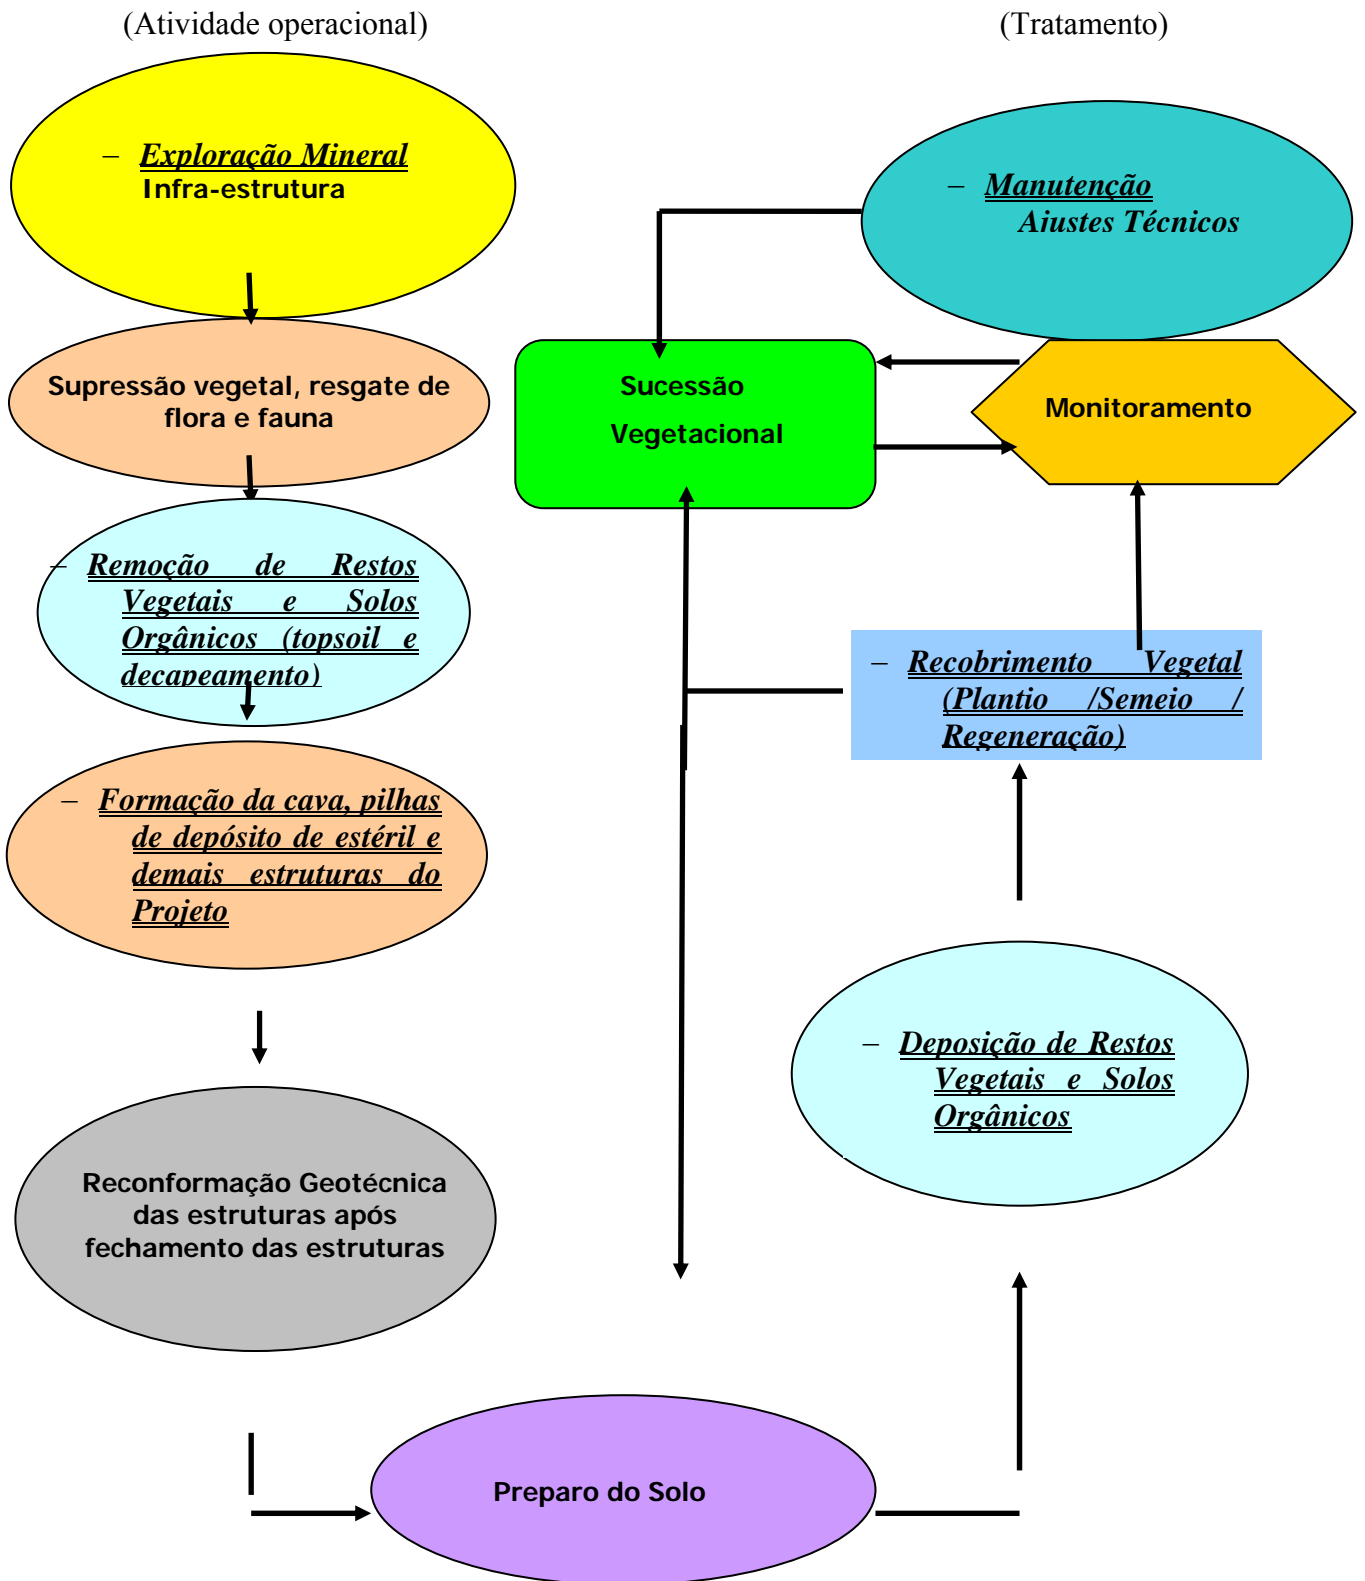 (Atividade operacional)
(Tratamento)
– Exploração Mineral
Infra-estrutura
– Manutenção
Ajustes Técnicos
Supressão vegetal, resgate de
flora e fauna
Sucessão
Vegetacional
Monitoramento
– Remoção de Restos
Vegetais e Solos
Orgânicos (topsoil e
decapeamento)
– Recobrimento Vegetal
(Plantio /Semeio /
Regeneração)
– Formação da cava, pilhas
de depósito de estéril e
demais estruturas do
Projeto
– Deposição de Restos
Vegetais e Solos
Orgânicos
Reconformação Geotécnica
das estruturas após
fechamento das estruturas
Preparo do Solo